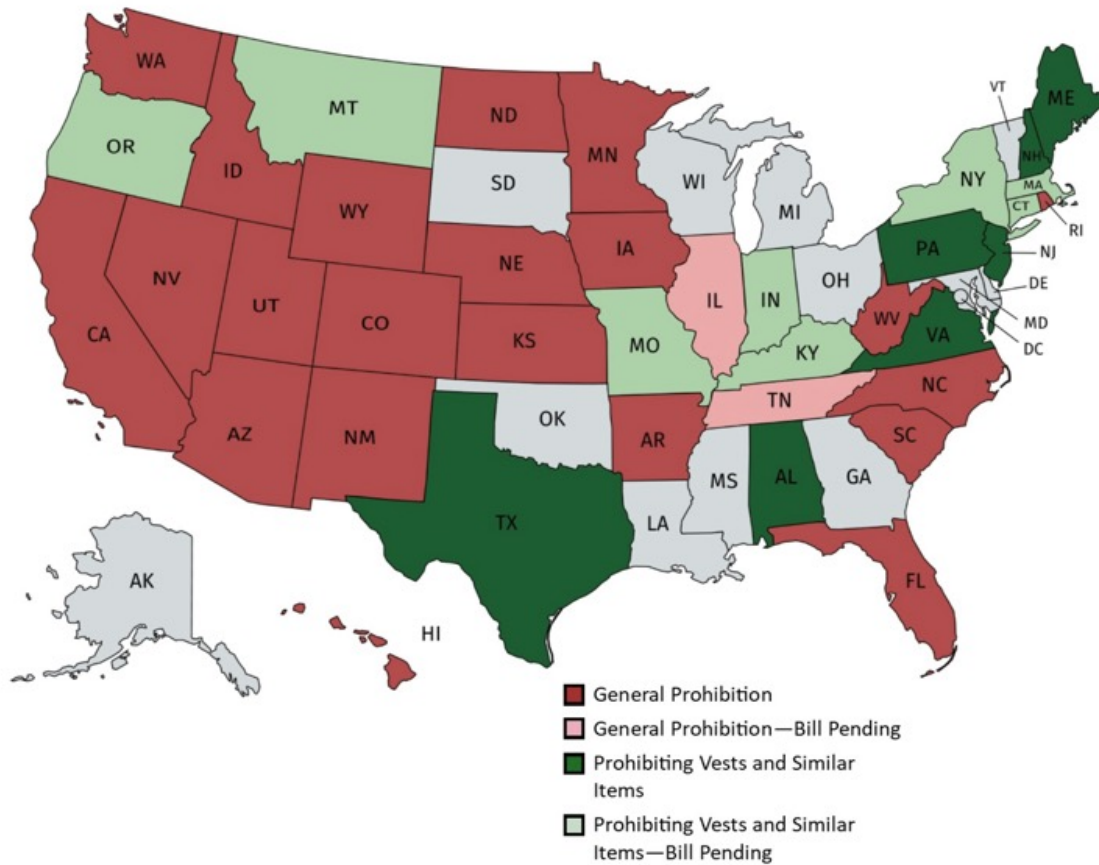 WA
MT
ND
MN
VT
ME
OR
ID
SD
WI
NH
NY
MA
WY
MI
CT
RI
IA
PA
NJ
NE
NV
OH
DE
UT
IL
IN
CA
CO
WV
MD
KS
MO
VA
KY
DC
NC
TN
AZ
OK
NM
AR
SC
MS
AL
GA
TX
LA
AK
FL
HI
General Prohibition
General Prohibition—Bill Pending
Prohibiting Vests and Similar
Items
Prohibiting Vests and Similar
Items—Bill Pending